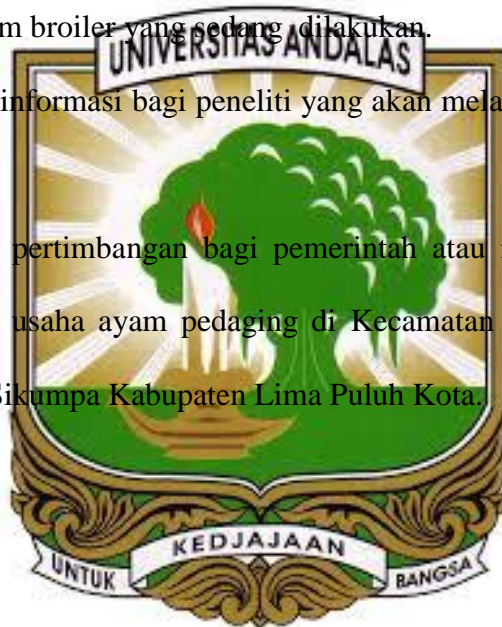 m broiler yang sedang dilakukan.
UNIVERSITAS ANDALAS
informasi bagi peneliti yang akan mela
pertimbangan bagi pemerintah atau
usaha ayam pedaging di Kecamatan
Sikumpa Kabupaten Lima Puluh Kota.
UNTUK KEDJAJAAN BANGSA